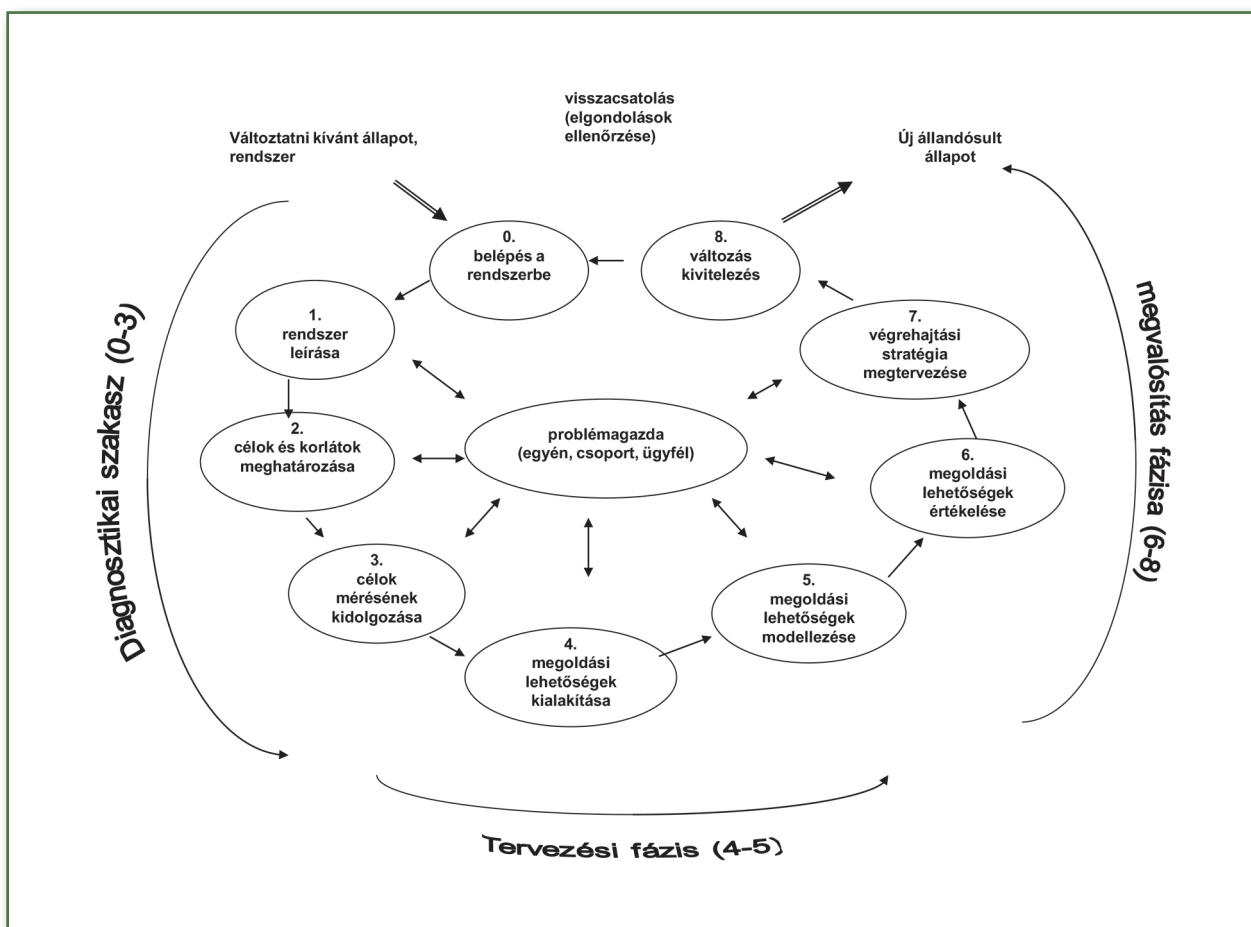 visszacsatolás
(elgondolások
ellenőrzése)
Változtatni kívánt állapot,
rendszer
Új állandósult
állapot
0.
belépés a
rendszerbe
8.
változás
kivitelezés
1.
rendszer
leírása
7.
végrehajtási
stratégia
megtervezése
2.
célok és korlátok
meghatározása
problémagazda
(egyén, csoport, ügyfél)
6.
megoldási
lehetőségek
értékelése
3.
célok
mérésének
kidolgozása
5.
megoldási
lehetőségek
modellezése
4.
megoldási
lehetőségek
kialakítása
Diagnosztikai szakasz (0-3)
megvalósítás fázisa (6-8)
Tervezési fázis (4-5)